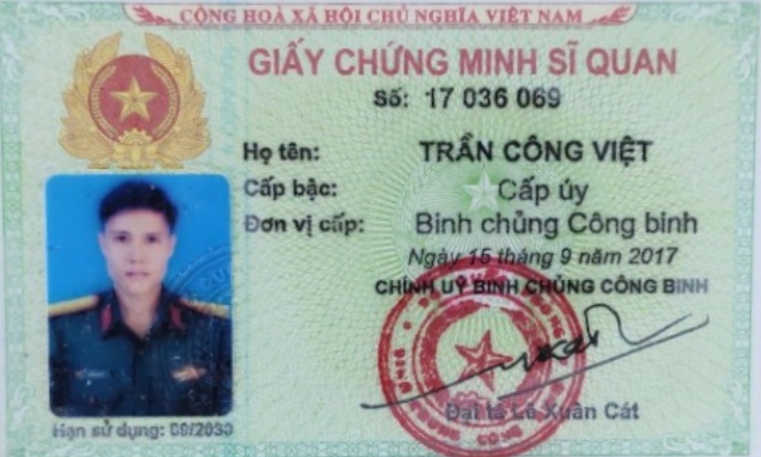 CỘNG HOÀ XÃ HỘI CHỦ NGHĨA VIỆT NAM
GIẤY CHỨNG MINH SĨ QUAN
Số: 17 036 069
Họ tên: TRẦN CÔNG VIỆT
Cấp bậc: Cấp úy
Đơn vị cấp: Binh chủng Công binh
Ngày 15 tháng 9 năm 2017
CHÍNH UỶ BINH CHỦNG CÔNG BINH
Đại tá Lê Xuân Cát
Hạn sử dụng: 09/2030